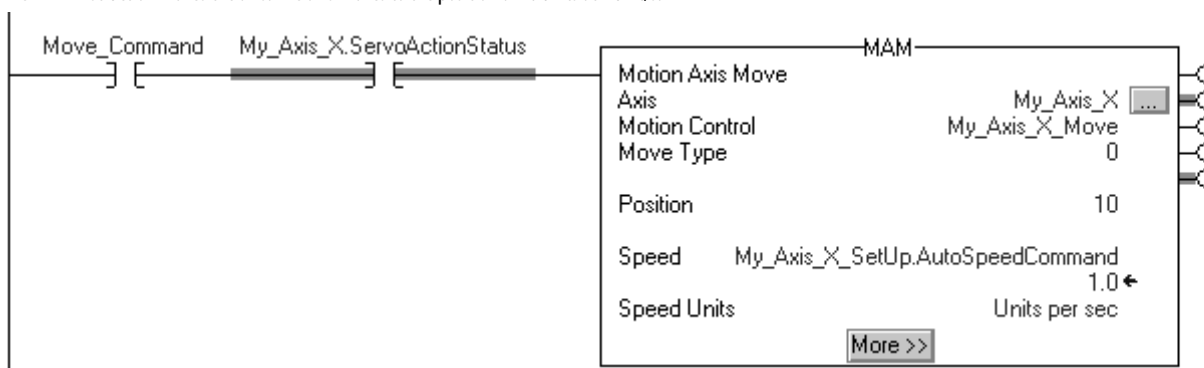 Move_Command My_Axis_X.ServoActionStatus
MAM
Motion Axis Move
Axis My_Axis_X ...
Motion Control My_Axis_X_Move
Move Type 0
Position 10
Speed My_Axis_X_SetUp.AutoSpeedCommand
1.0
Speed Units Units per sec
More >>